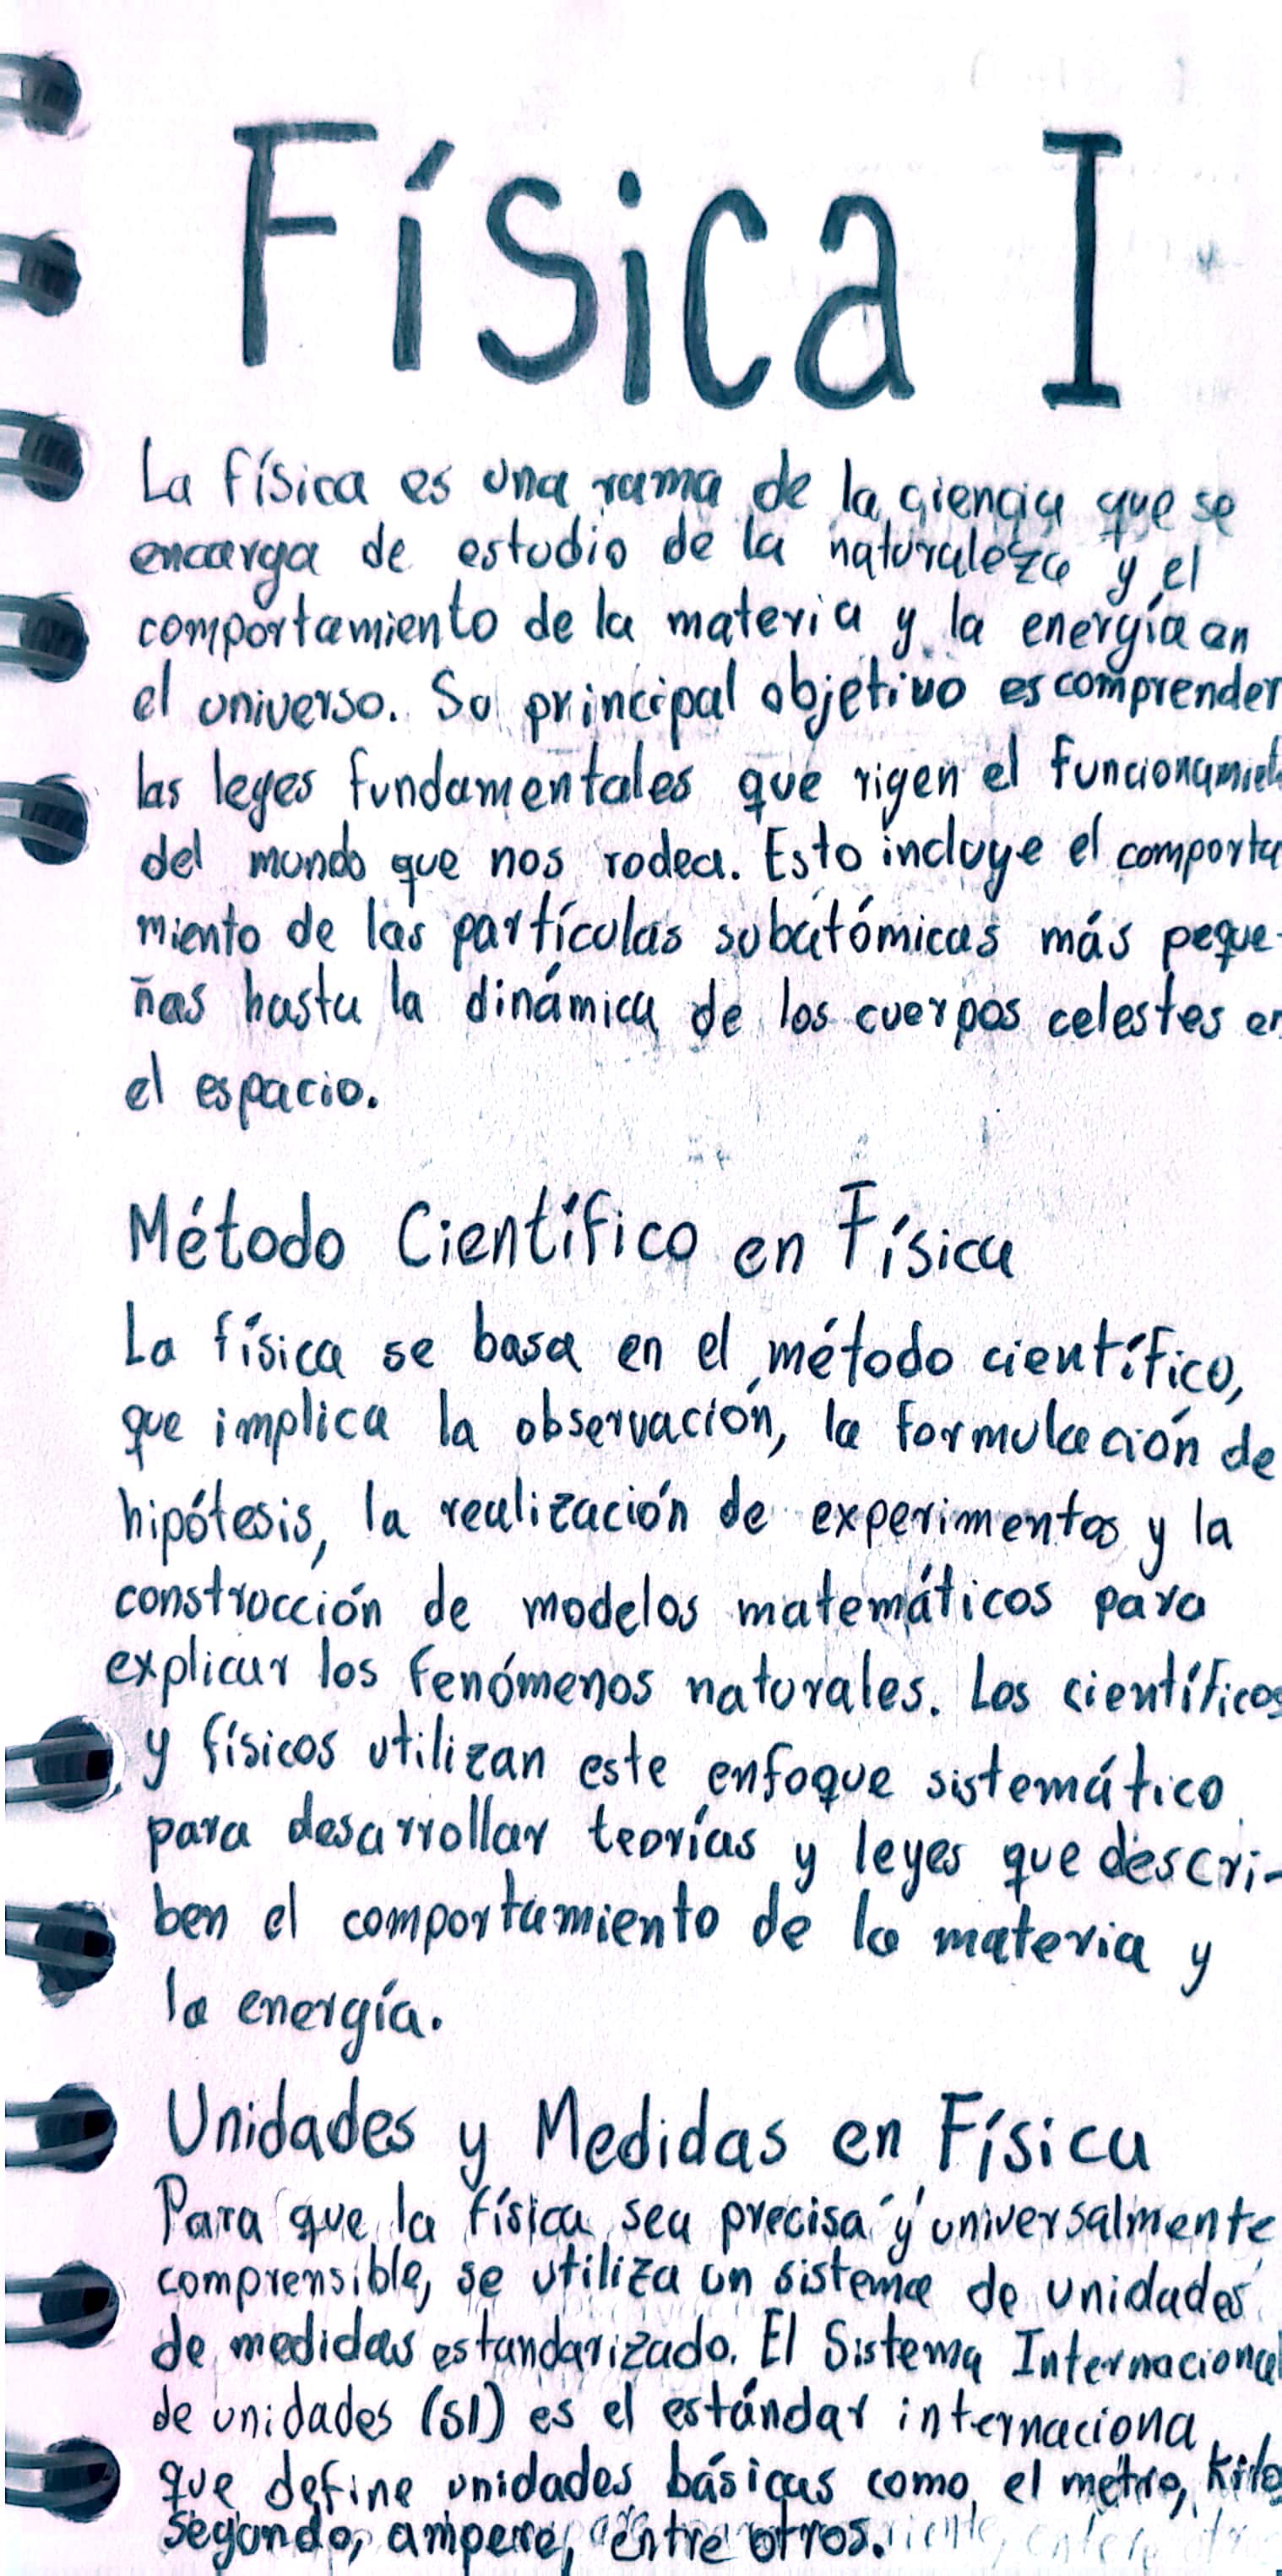 Física I
La física es una rama de la ciencia que se
encarga de estudio de la naturaleza y el
comportamiento de la materia y la energía en
el universo. Su principal objetivo es comprender
las leyes fundamentales que rigen el funcionamient
del mundo que nos rodea. Esto incluye el comporta
miento de las partículas subatómicas más peque-
ñas hasta la dinámica de los cuerpos celestes en
el espacio.
Método Científico en Física
La física se basa en el método científico,
que implica la observación, la formulación de
hipótesis, la realización de experimentos y la
construcción de modelos matemáticos para
explicar los fenómenos naturales. Los científicos
y físicos utilizan este enfoque sistemático
para desarrollar teorías y leyes que descri-
ben el comportamiento de la materia y
la energía.
Unidades y Medidas en Física
Para que la física sea precisa y universalmente
comprensible, se utiliza un sistema de unidades
de medidas estandarizado. El Sistema Internacional
de unidades (SI) es el estándar internaciona
que define unidades básicas como el metro, kilo
segundo, ampere, entre otros.